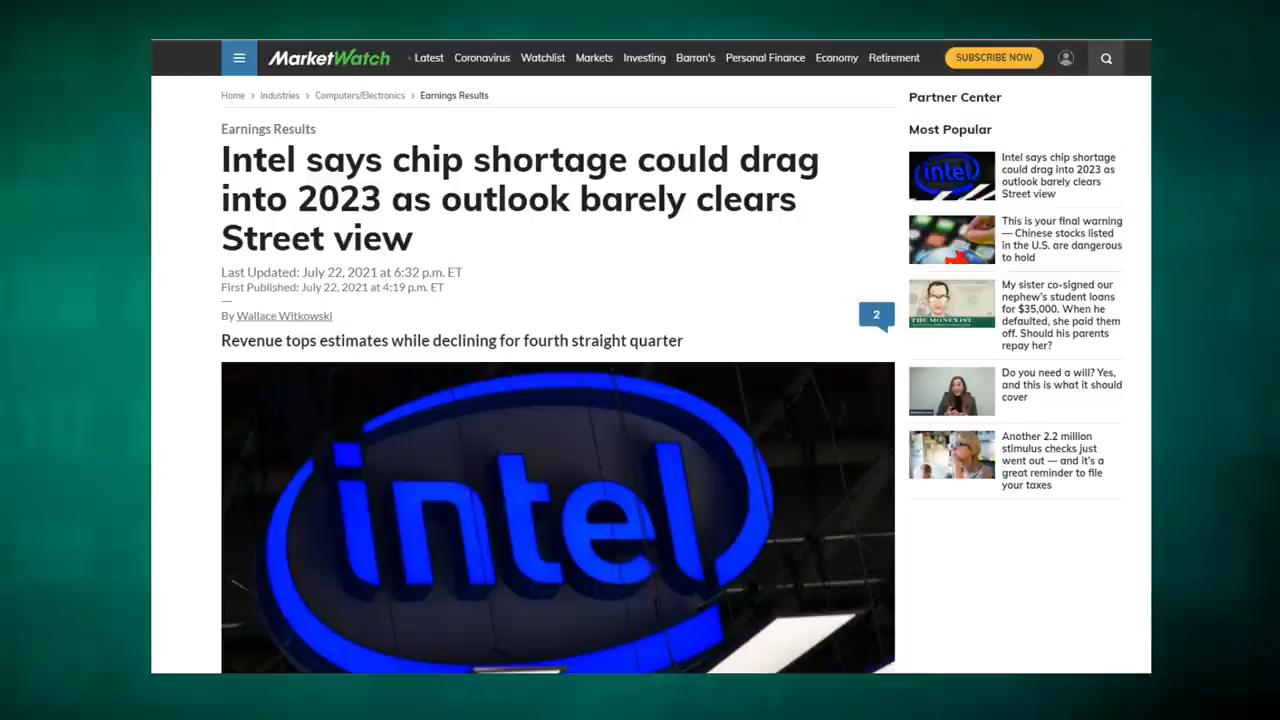 MarketWatch
Latest Coronavirus Watchlist Markets Investing Barron's Personal Finance Economy Retirement
SUBSCRIBE NOW
Home > Industries > Computers/Electronics > Earnings Results
Earnings Results
Intel says chip shortage could drag
into 2023 as outlook barely clears
Street view
Last Updated: July 22, 2021 at 6:32 p.m. ET
First Published: July 22, 2021 at 4:19 p.m. ET
By Wallace Witkowski
2
Revenue tops estimates while declining for fourth straight quarter
intel
Partner Center
Most Popular
intel
Intel says chip shortage
could drag into 2023 as
outlook barely clears
Street view
This is your final warning
— Chinese stocks listed
in the U.S. are dangerous
to hold
THE MONEYIST
My sister co-signed our
nephew's student loans
for $35,000. When he
defaulted, she paid them
off. Should his parents
repay her?
Do you need a will? Yes,
and this is what it should
cover
Another 2.2 million
stimulus checks just
went out — and it's a
great reminder to file
your taxes